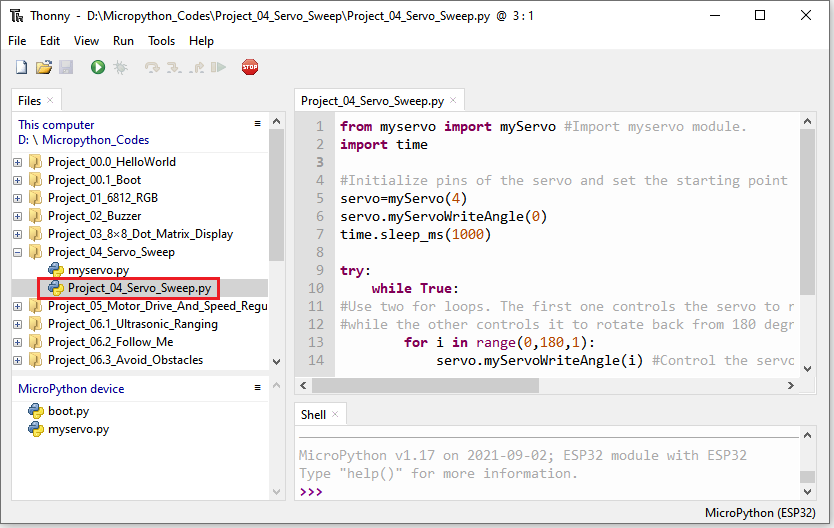 Thonny - D:\Micropython_Codes\Project_04_Servo_Sweep\Project_04_Servo_Sweep.py @ 3 : 1
File Edit View Run Tools Help
STOP
Files
This computer
D: \ Micropython_Codes
Project_00.0_HelloWorld
Project_00.1_Boot
Project_01_6812_RGB
Project_02_Buzzer
Project_03_8×8_Dot_Matrix_Display
Project_04_Servo_Sweep
myservo.py
Project_04_Servo_Sweep.py
Project_05_Motor_Drive_And_Speed_Regu
Project_06.1_Ultrasonic_Ranging
Project_06.2_Follow_Me
Project_06.3_Avoid_Obstacles
MicroPython device
boot.py
myservo.py
Project_04_Servo_Sweep.py
1 from myservo import myServo #Import myservo module.
2 import time
3
4 #Initialize pins of the servo and set the starting point
5 servo=myServo(4)
6 servo.myServoWriteAngle(0)
7 time.sleep_ms(1000)
8
9 try:
10 while True:
11 #Use two for loops. The first one controls the servo to r
12 #while the other controls it to rotate back from 180 degr
13 for i in range(0,180,1):
14 servo.myServoWriteAngle(i) #Control the servo
Shell
MicroPython v1.17 on 2021-09-02; ESP32 module with ESP32
Type "help()" for more information.
>>>
MicroPython (ESP32)